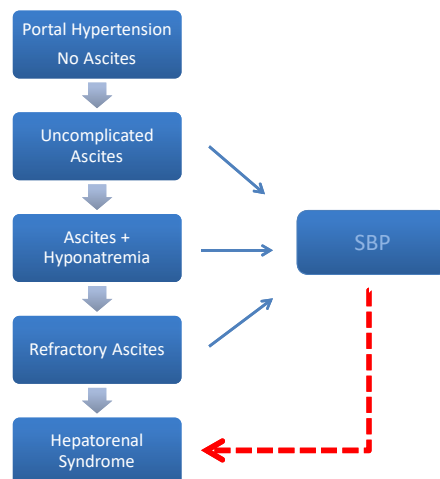 Portal Hypertension
No Ascites
Uncomplicated
Ascites
Ascites +
Hyponatremia
SBP
Refractory Ascites
Hepatorenal
Syndrome